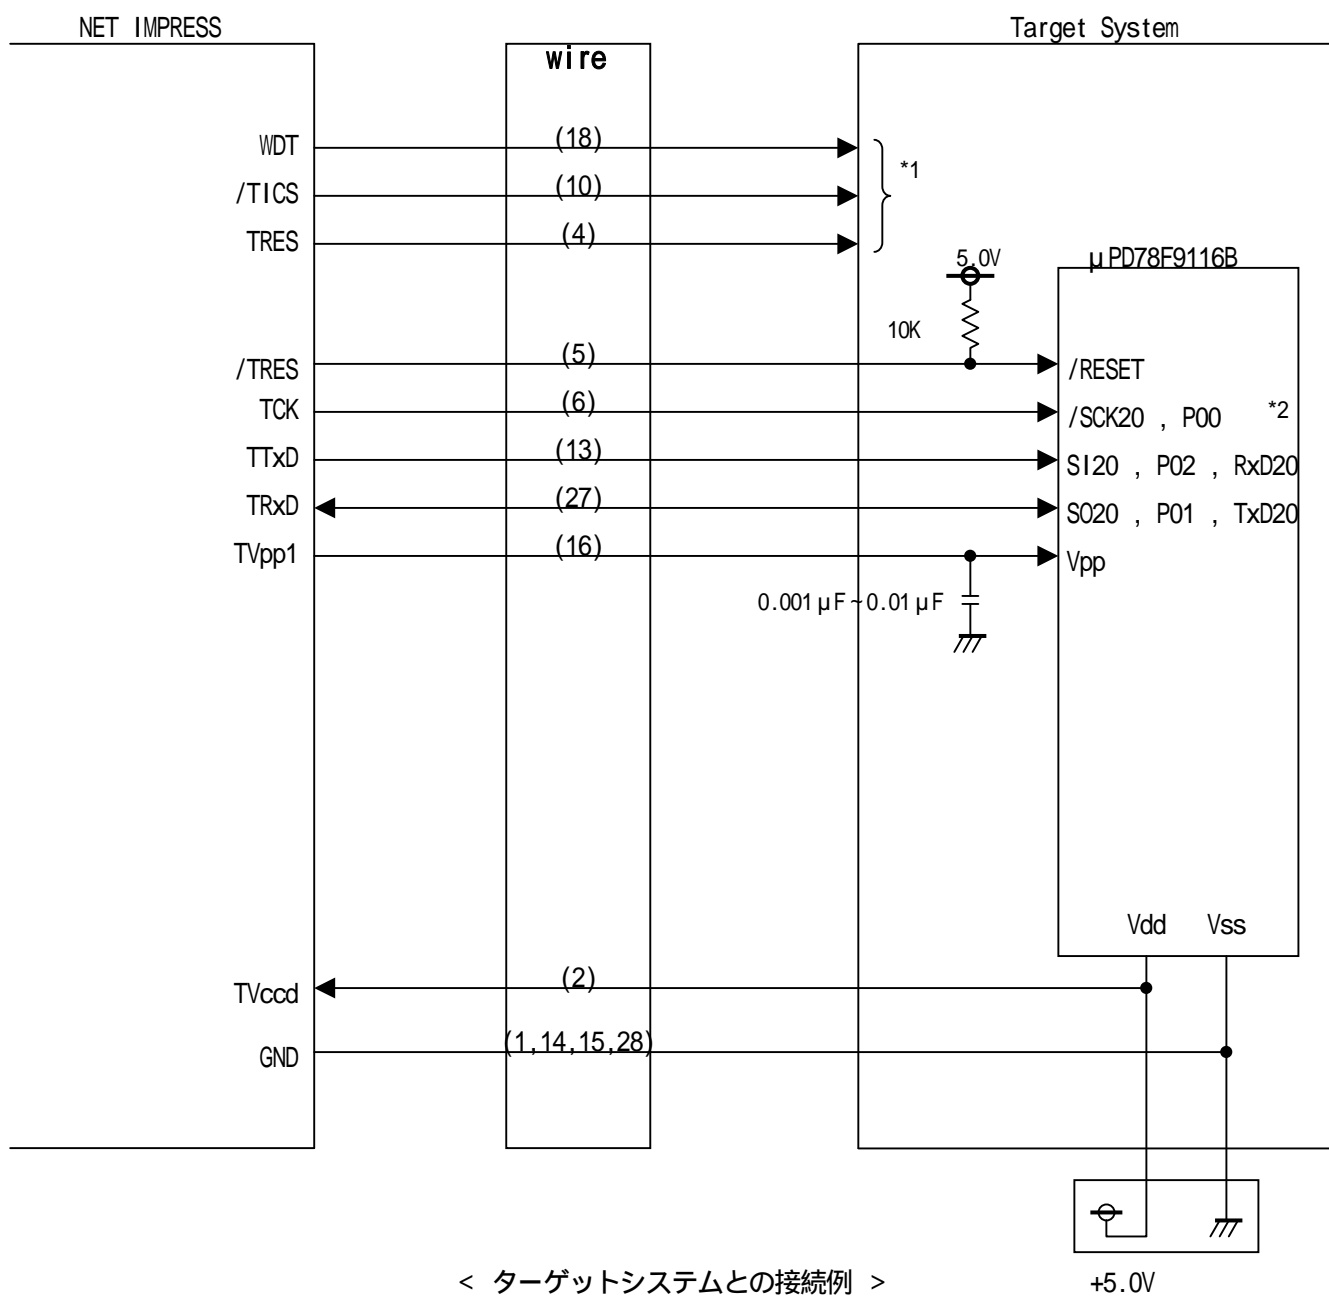 NET IMPRESS
Target System
wire
WDT
(18)
*1
/TICS
(10)
TRES
(4)
5.0V
μPD78F9116B
10K
/TRES
(5)
/RESET
TCK
(6)
/SCK20 , P00
*2
TTxD
(13)
SI20 , P02 , RxD20
TRxD
(27)
SO20 , P01 , TxD20
TVpp1
(16)
Vpp
0.001μF~0.01μF
Vdd
Vss
TVccd
(2)
GND
(1,14,15,28)
< ターゲットシステムとの接続例 >
+5.0V